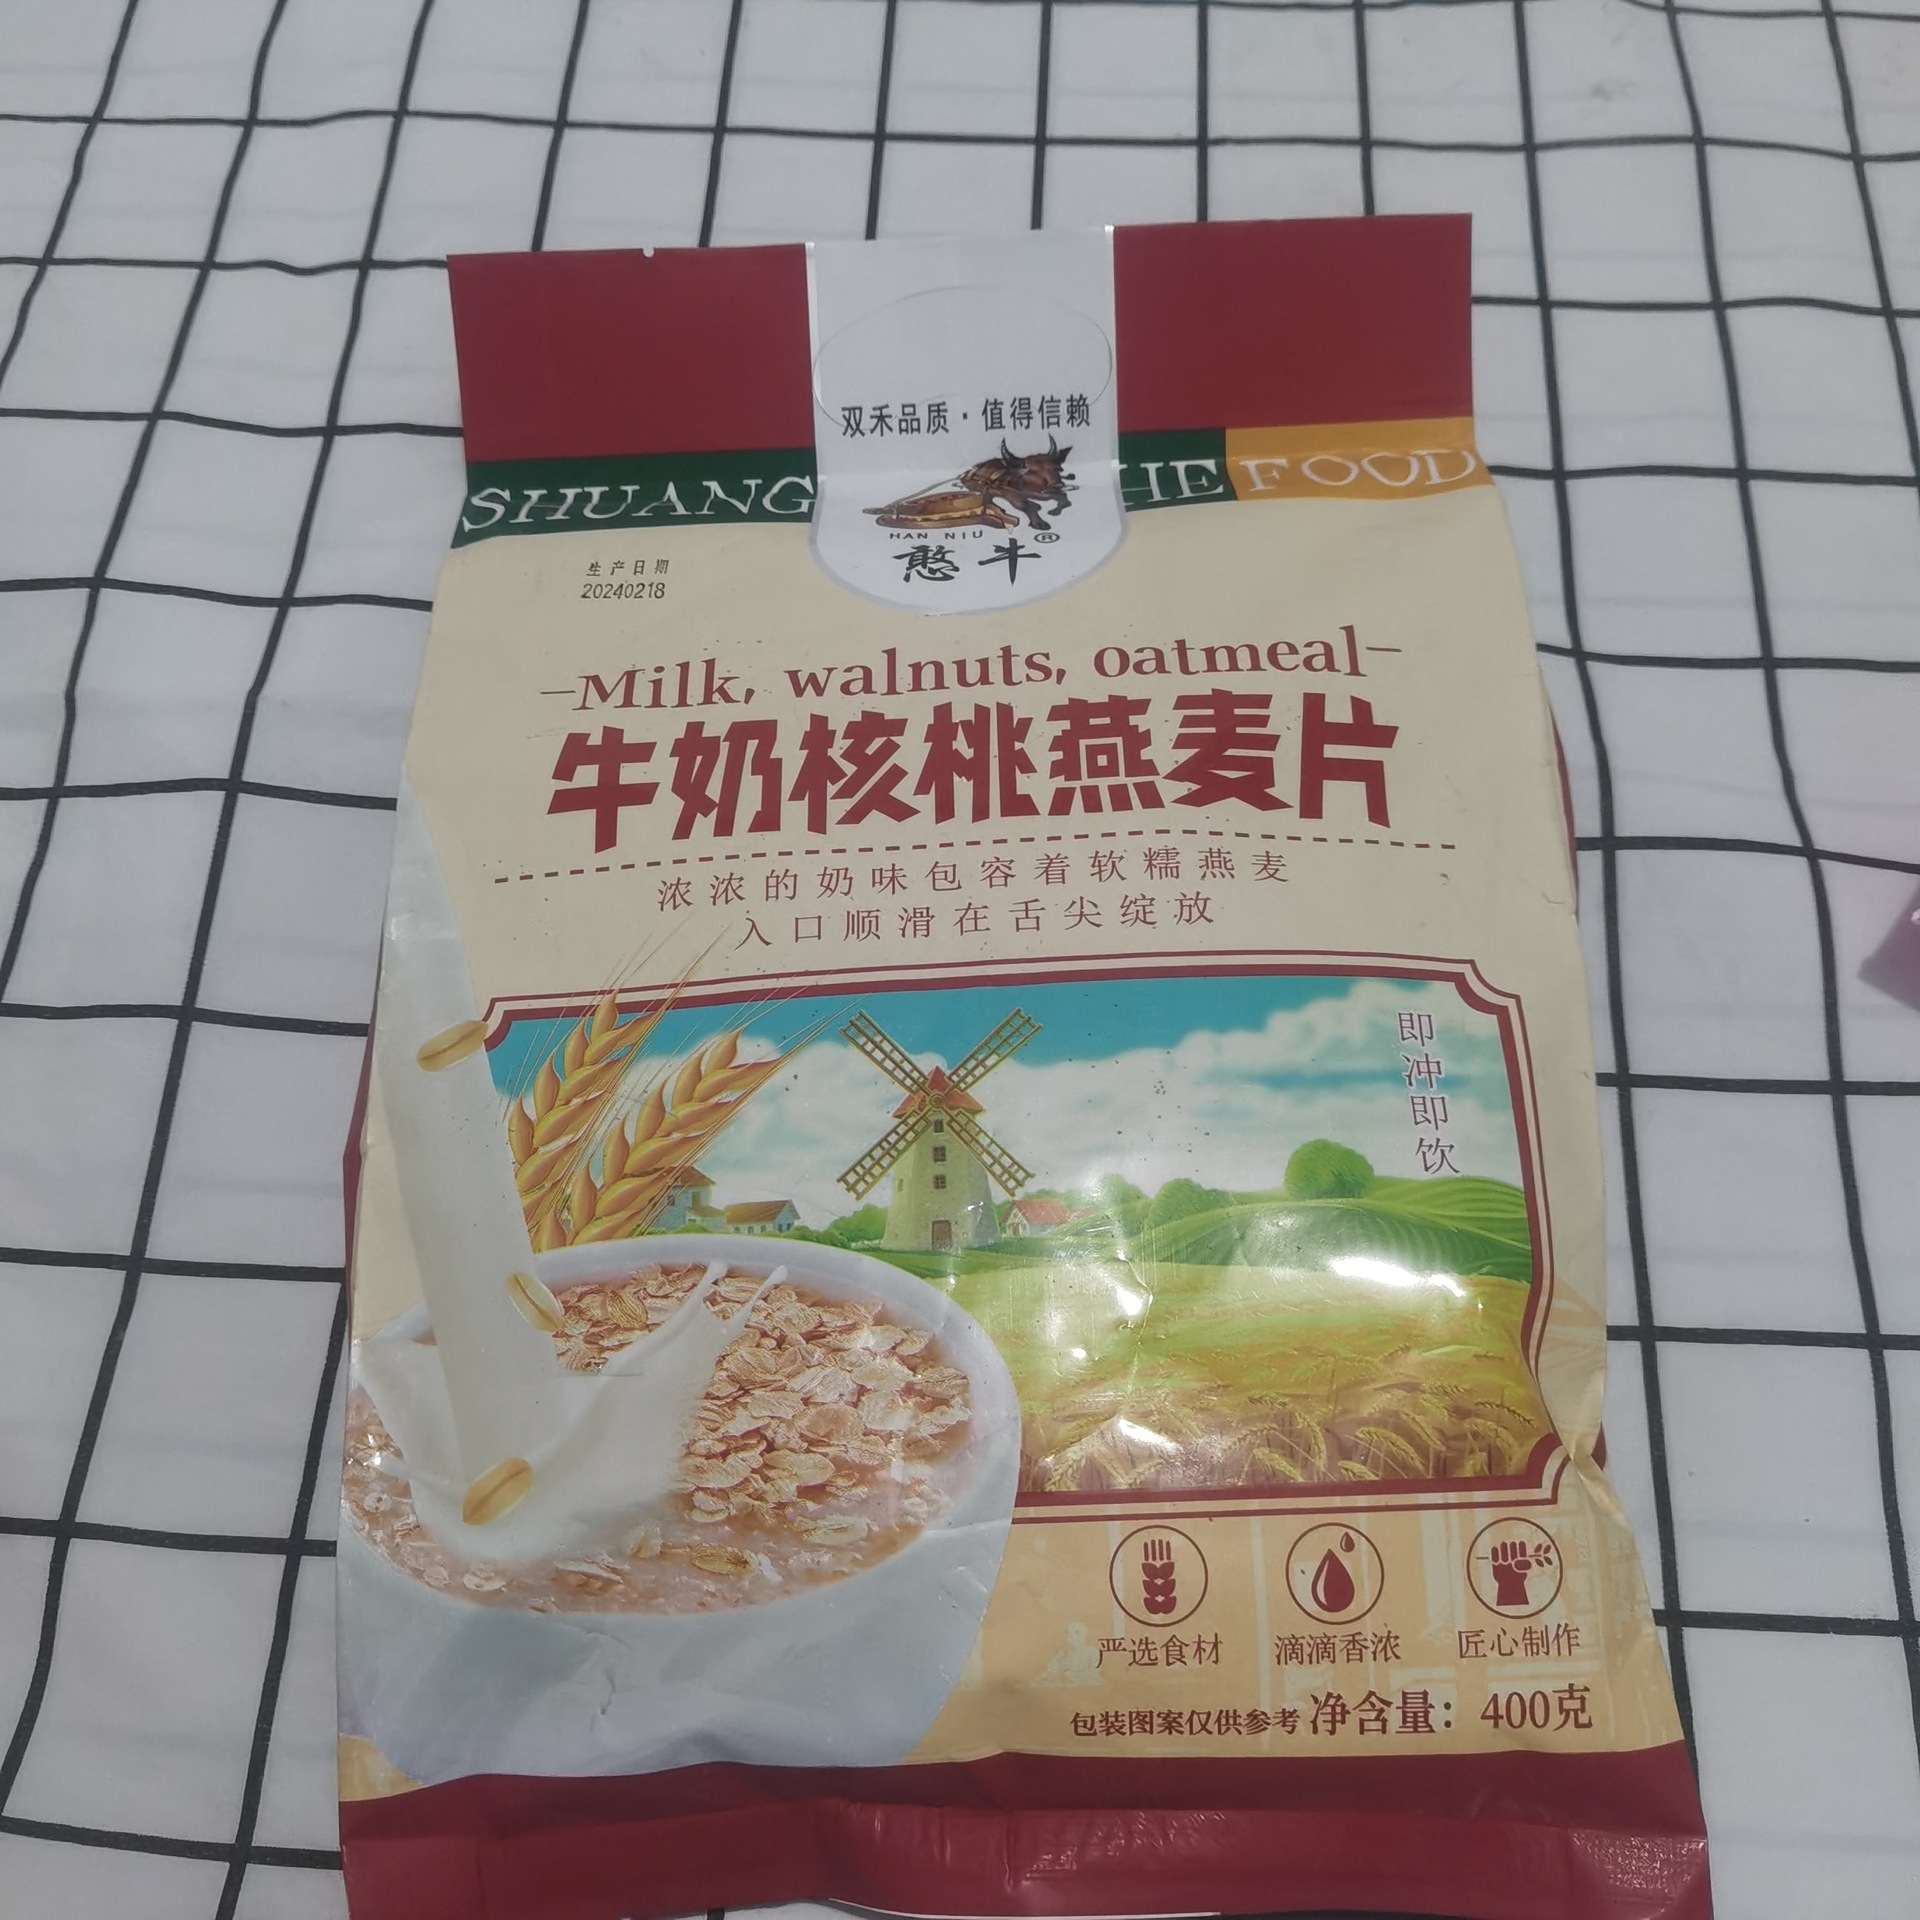 双禾品质·值得信赖
SHUANG HE FOOD
HAN NIU ®
憨牛
生产日期
20240218
-Milk, walnuts, oatmeal-
牛奶核桃燕麦片
浓浓的奶味包容着软糯燕麦
入口顺滑在舌尖绽放
即冲即饮
严选食材 滴滴香浓 匠心制作
包装图案仅供参考 净含量：400克